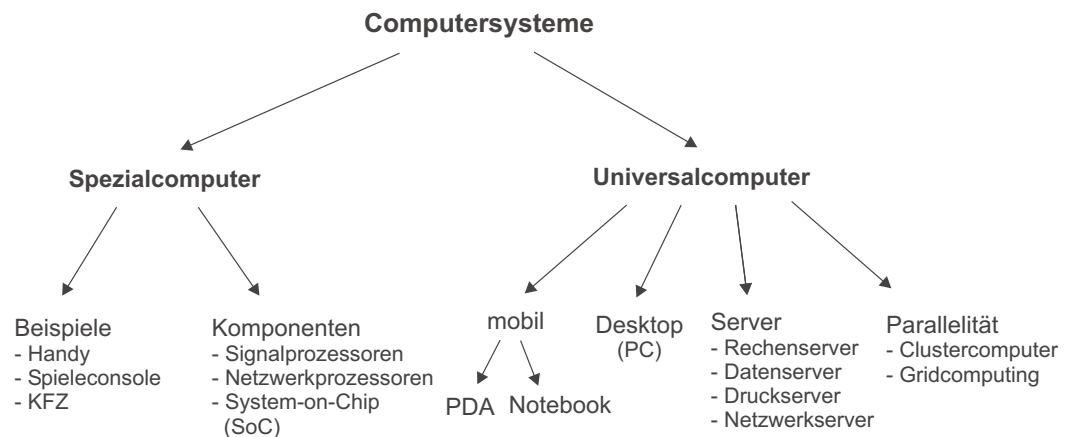 Computersysteme
Spezialcomputer
Universalcomputer
Beispiele
- Handy
- Spieleconsole
- KFZ
Komponenten
- Signalprozessoren
- Netzwerkprozessoren
- System-on-Chip
(SoC)
mobil
PDA
Notebook
Desktop
(PC)
Server
- Rechenserver
- Datenserver
- Druckserver
- Netzwerkserver
Parallelität
- Clustercomputer
- Gridcomputing